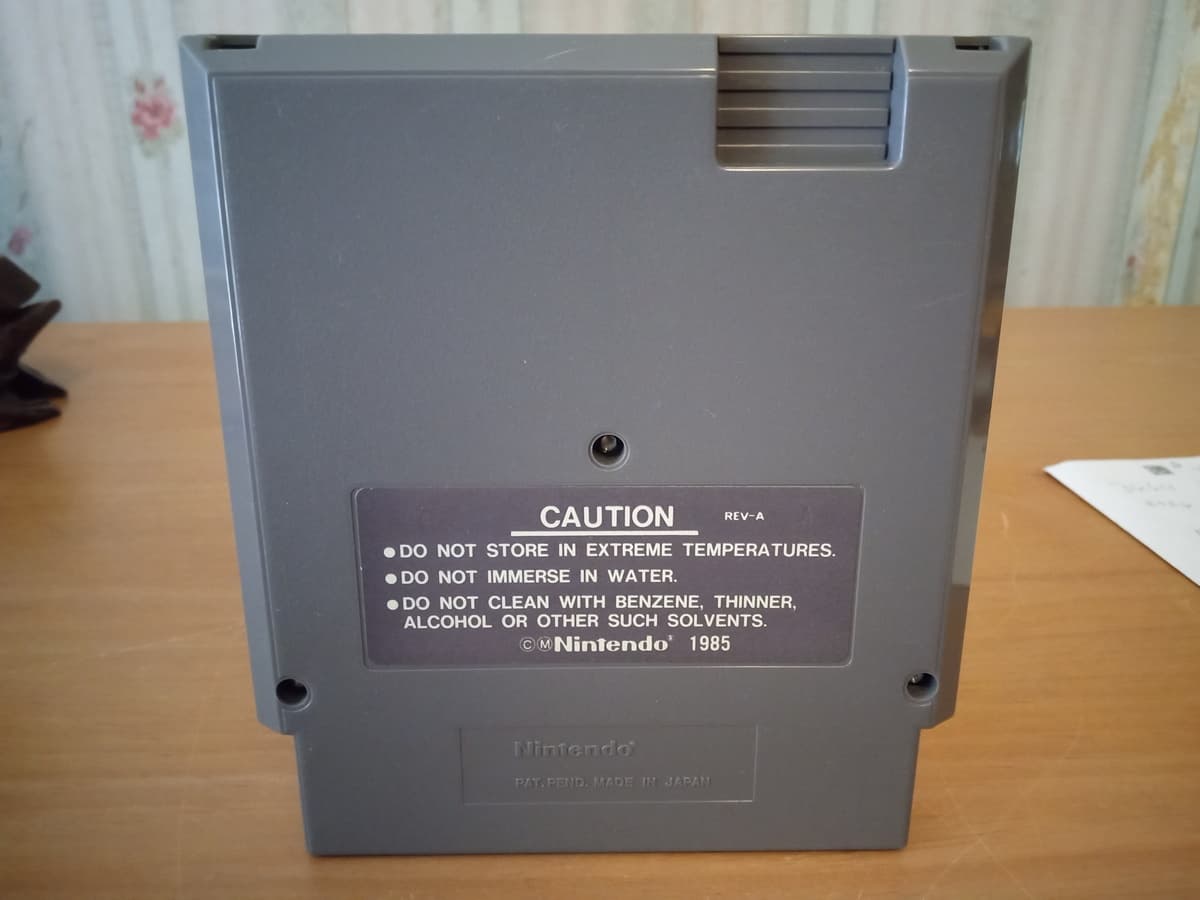 CAUTION REV-A
●DO NOT STORE IN EXTREME TEMPERATURES.
●DO NOT IMMERSE IN WATER.
●DO NOT CLEAN WITH BENZENE, THINNER,
ALCOHOL OR OTHER SUCH SOLVENTS.
©ⓂNintendo® 1985
Nintendo®
PAT. PEND. MADE IN JAPAN